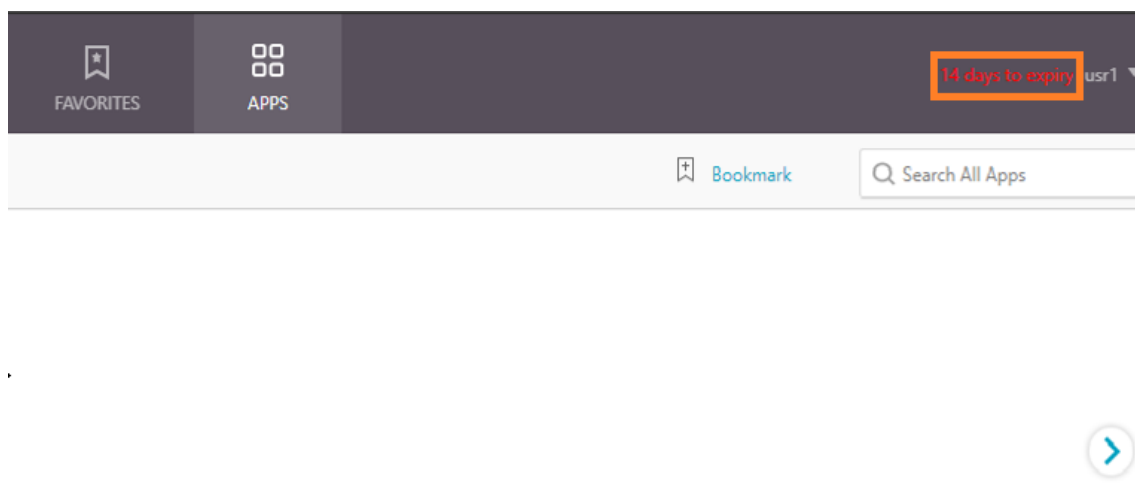 FAVORITES
APPS
14 days to expiry usr1
Bookmark
Search All Apps